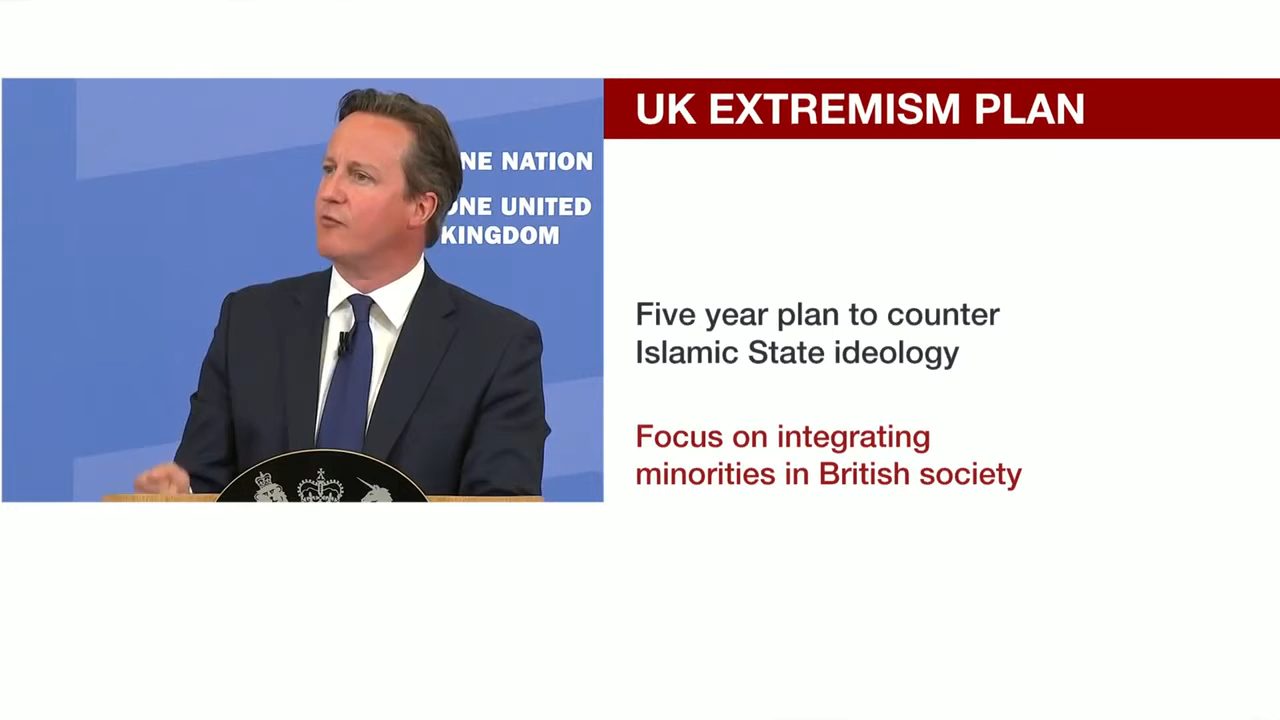 UK EXTREMISM PLAN
NE NATION
ONE UNITED
KINGDOM
Five year plan to counter
Islamic State ideology
Focus on integrating
minorities in British society